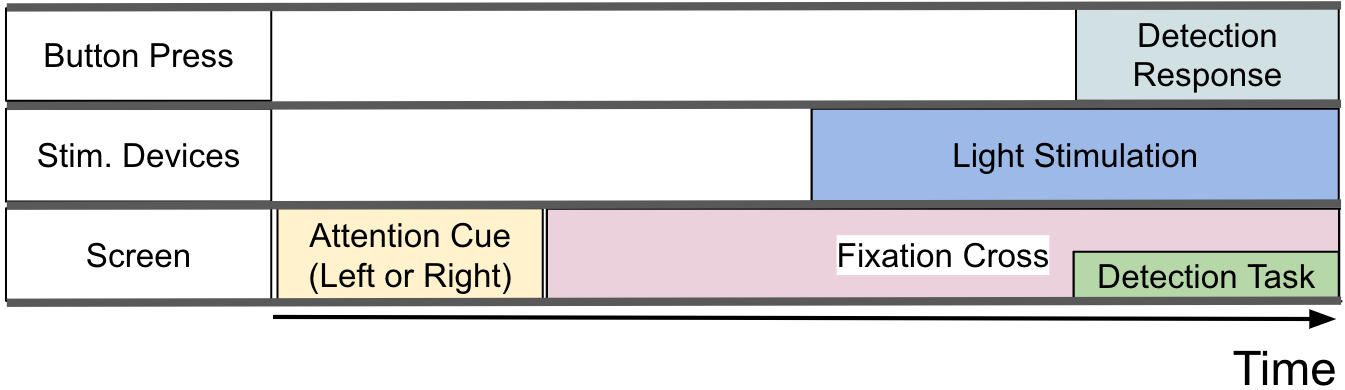 Button Press
Detection
Response
Stim. Devices
Light Stimulation
Screen
Attention Cue
(Left or Right)
Fixation Cross
Detection Task
Time